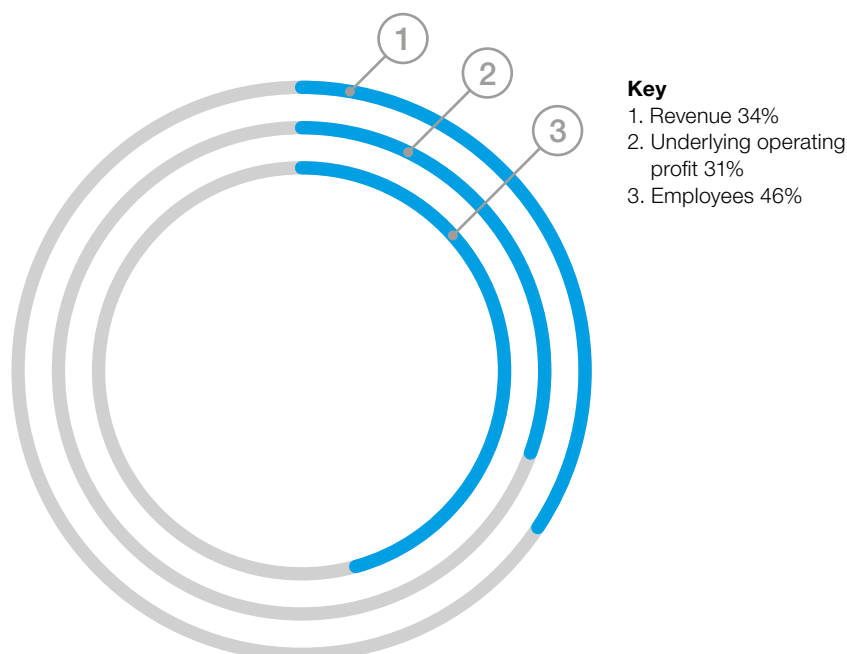 1
2
3
Key
1. Revenue 34%
2. Underlying operating
profit 31%
3. Employees 46%